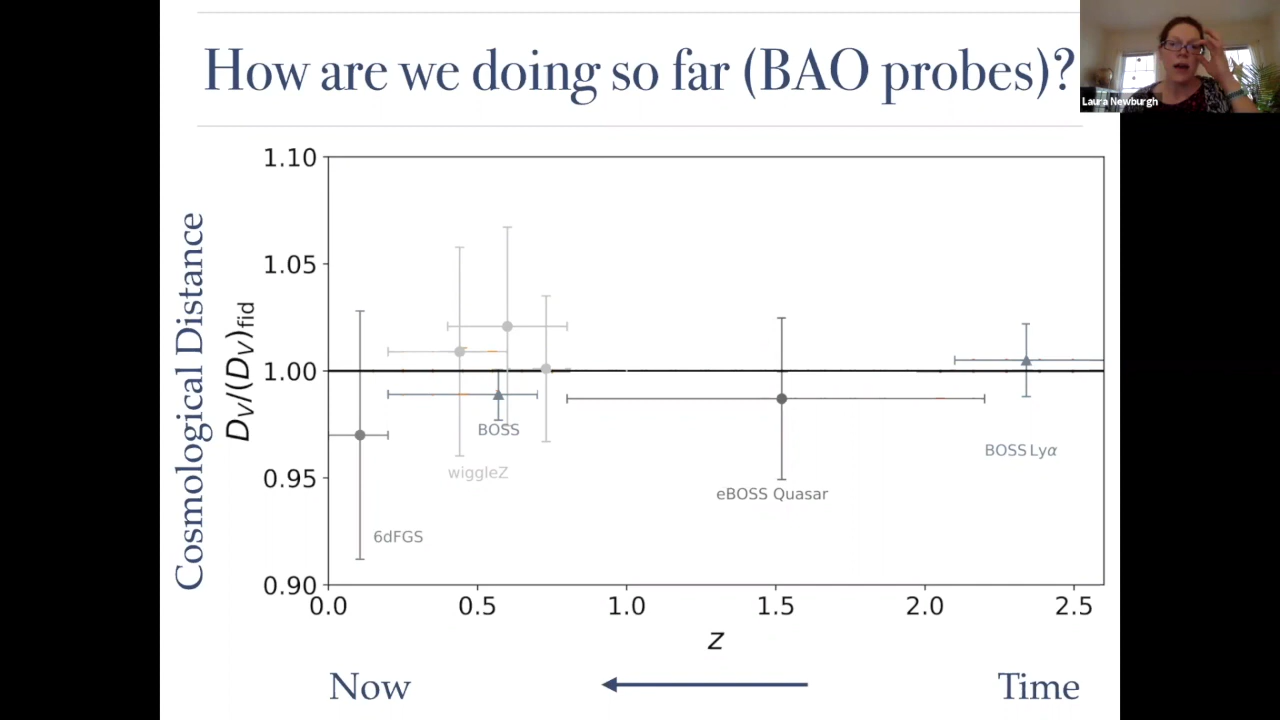 How are we doing so far (BAO probes)?
Laura Newburgh
Cosmological Distance
D_V/(D_V)_fid
1.10
1.05
1.00
0.95
0.90
BOSS
wiggleZ
6dFGS
eBOSS Quasar
BOSS Lyα
0.0 0.5 1.0 1.5 2.0 2.5
z
Now Time